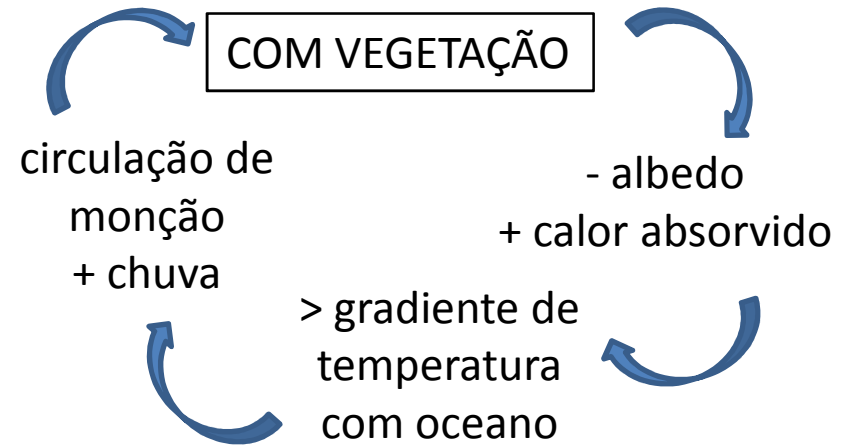 COM VEGETAÇÃO
- albedo
+ calor absorvido
> gradiente de
temperatura
com oceano
circulação de
monção
+ chuva